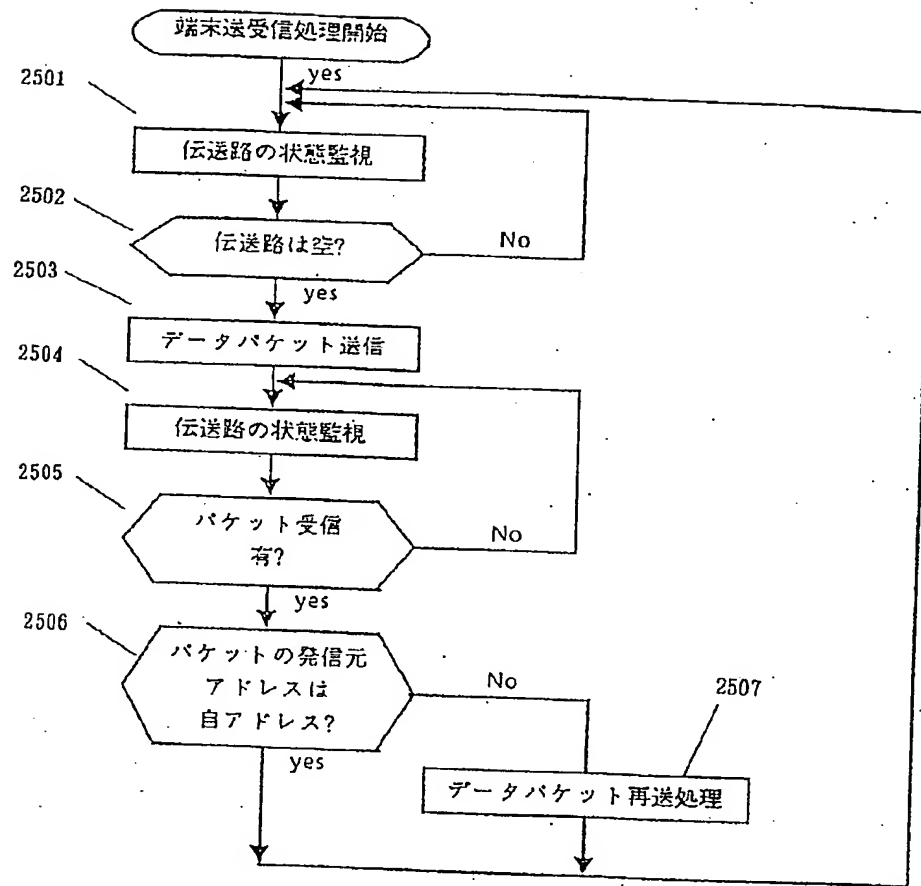 端末送受信処理開始
yes
2501
伝送路の状態監視
2502
伝送路は空?
No
yes
2503
データパケット送信
2504
伝送路の状態監視
2505
パケット受信
有?
No
yes
2506
パケットの発信元
アドレスは
自アドレス?
No
yes
2507
データパケット再送処理